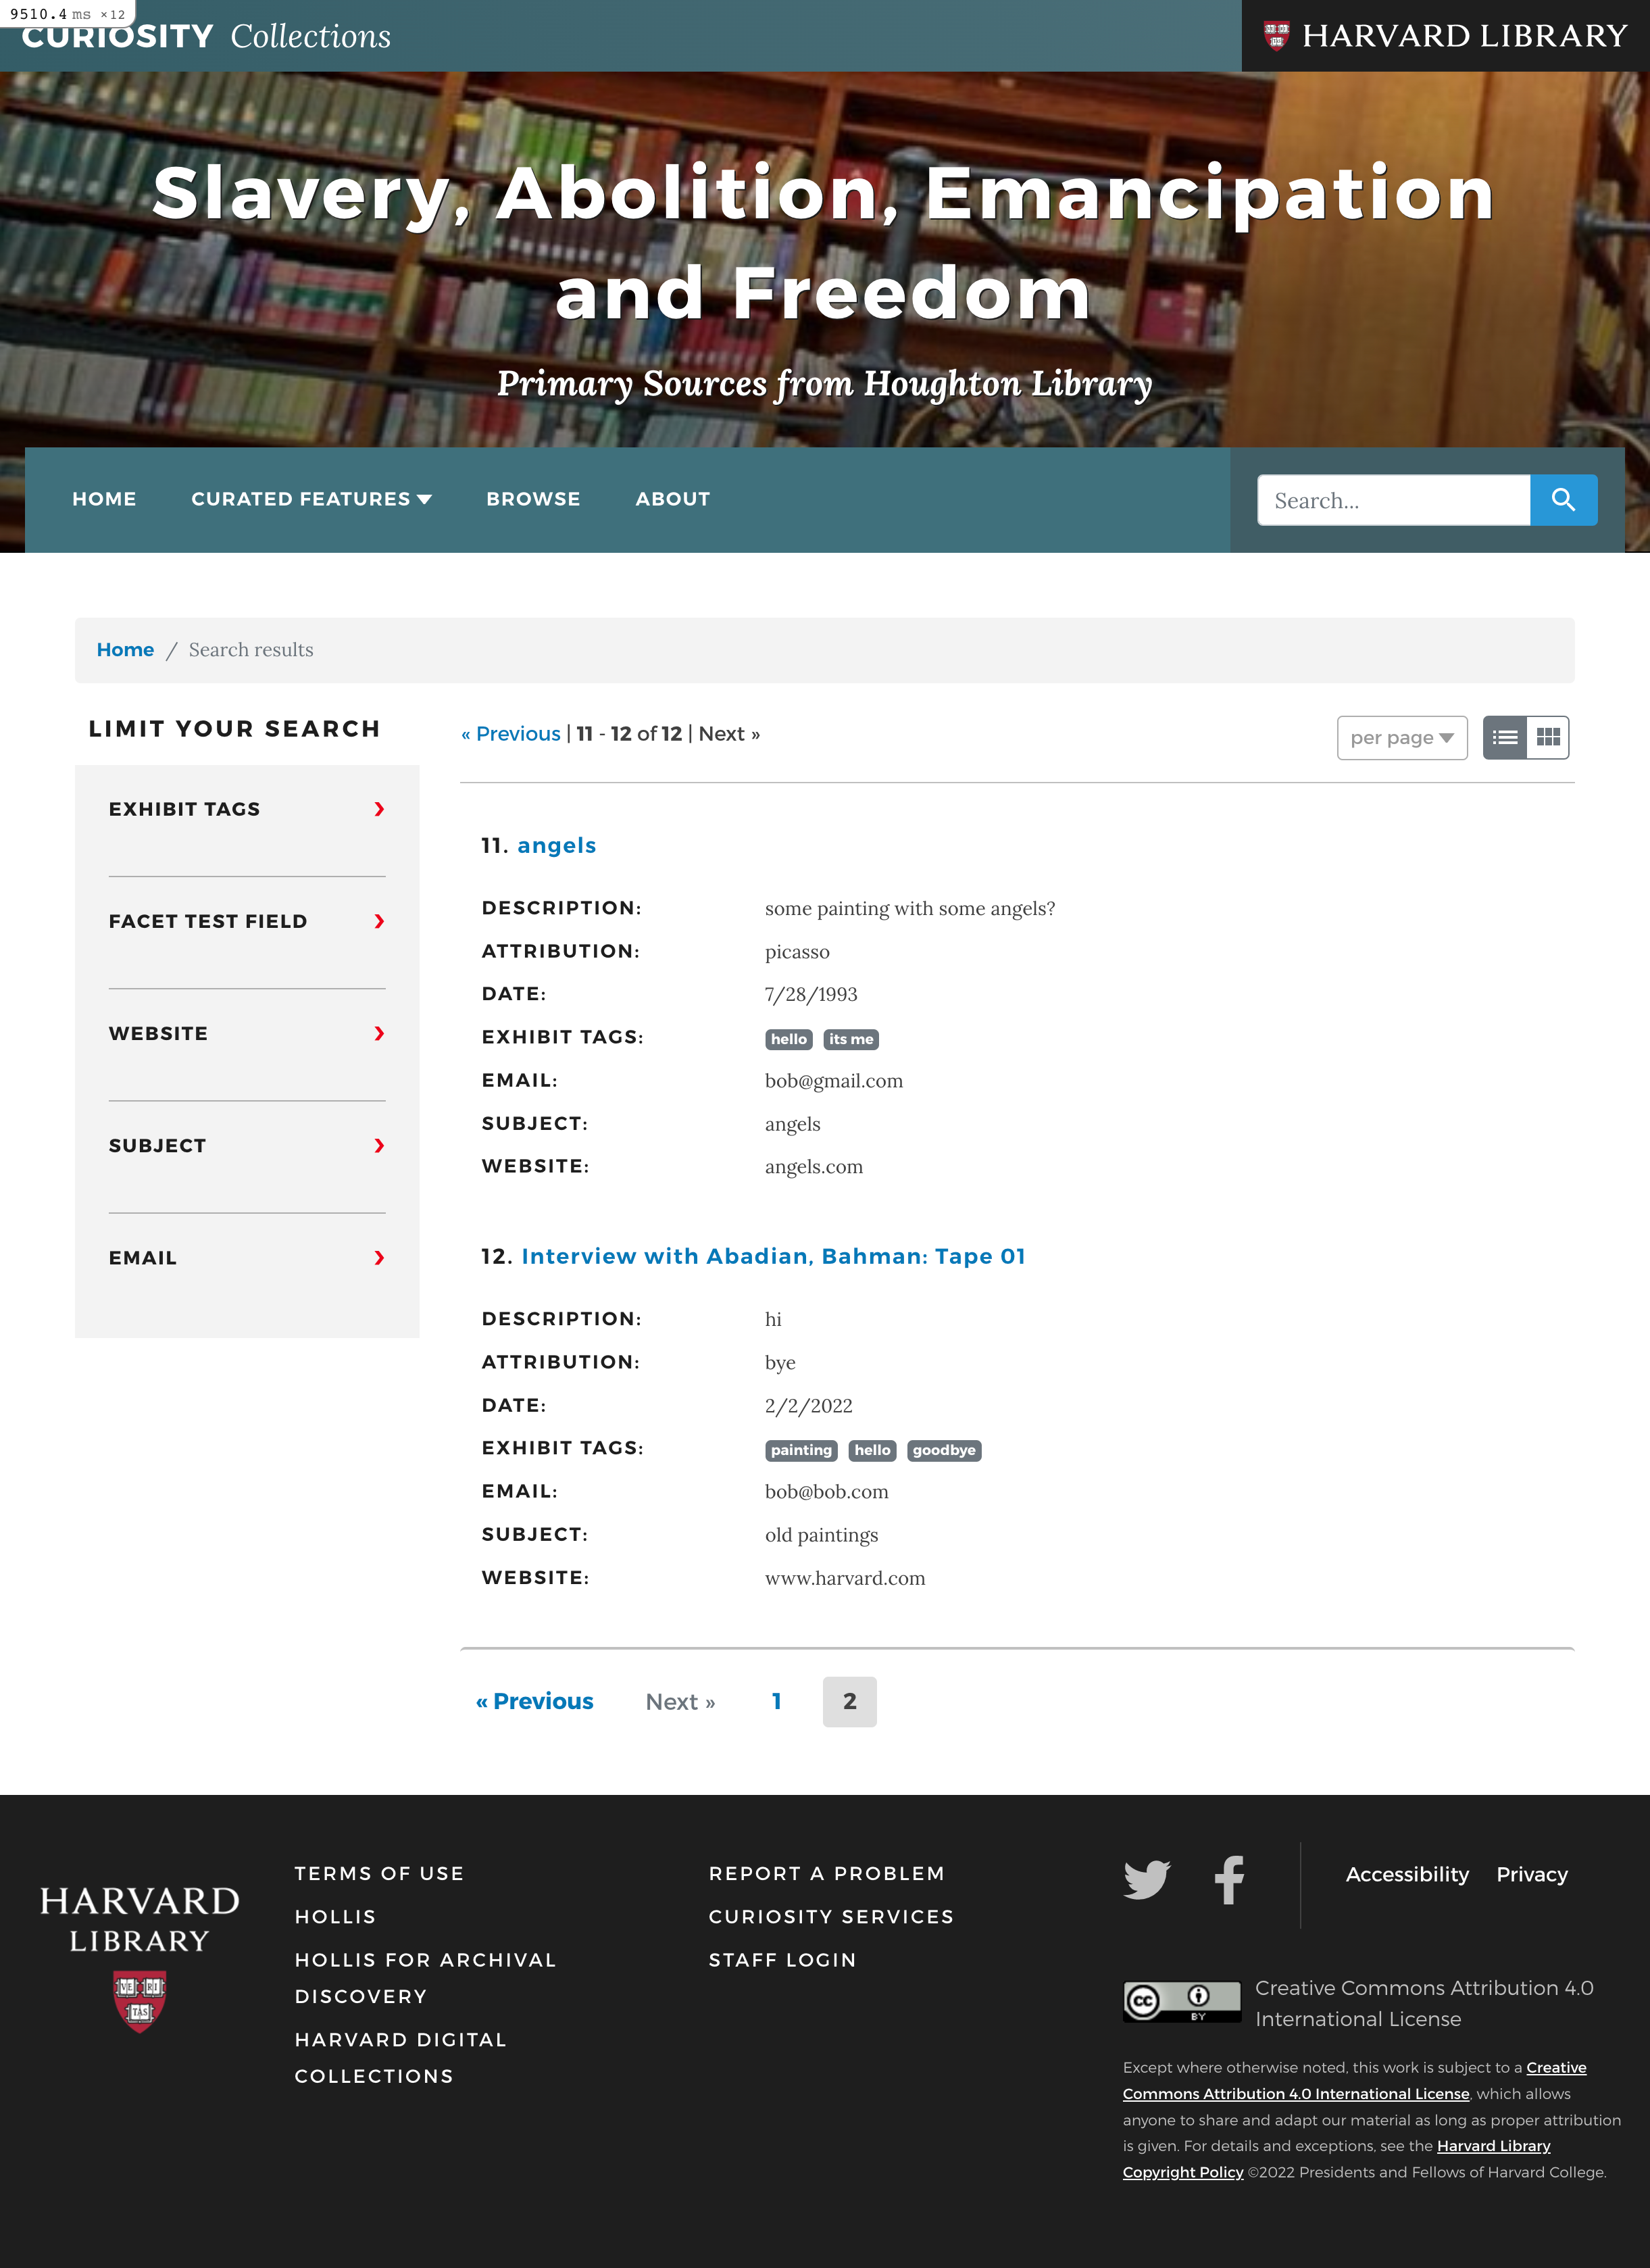 9510.4 ms ×12
CURIOSITY Collections
HARVARD LIBRARY
Slavery, Abolition, Emancipation
and Freedom
Primary Sources from Houghton Library
HOME CURATED FEATURES BROWSE ABOUT
Search...
Home / Search results
LIMIT YOUR SEARCH
EXHIBIT TAGS
FACET TEST FIELD
WEBSITE
SUBJECT
EMAIL
« Previous | 11 - 12 of 12 | Next »
per page
11. angels
DESCRIPTION: some painting with some angels?
ATTRIBUTION: picasso
DATE: 7/28/1993
EXHIBIT TAGS: hello its me
EMAIL: bob@gmail.com
SUBJECT: angels
WEBSITE: angels.com
12. Interview with Abadian, Bahman: Tape 01
DESCRIPTION: hi
ATTRIBUTION: bye
DATE: 2/2/2022
EXHIBIT TAGS: painting hello goodbye
EMAIL: bob@bob.com
SUBJECT: old paintings
WEBSITE: www.harvard.com
« Previous Next » 1 2
HARVARD
LIBRARY
VE RI
TAS
TERMS OF USE
HOLLIS
HOLLIS FOR ARCHIVAL
DISCOVERY
HARVARD DIGITAL
COLLECTIONS
REPORT A PROBLEM
CURIOSITY SERVICES
STAFF LOGIN
Accessibility Privacy
cc BY
Creative Commons Attribution 4.0
International License
Except where otherwise noted, this work is subject to a Creative
Commons Attribution 4.0 International License, which allows
anyone to share and adapt our material as long as proper attribution
is given. For details and exceptions, see the Harvard Library
Copyright Policy ©2022 Presidents and Fellows of Harvard College.